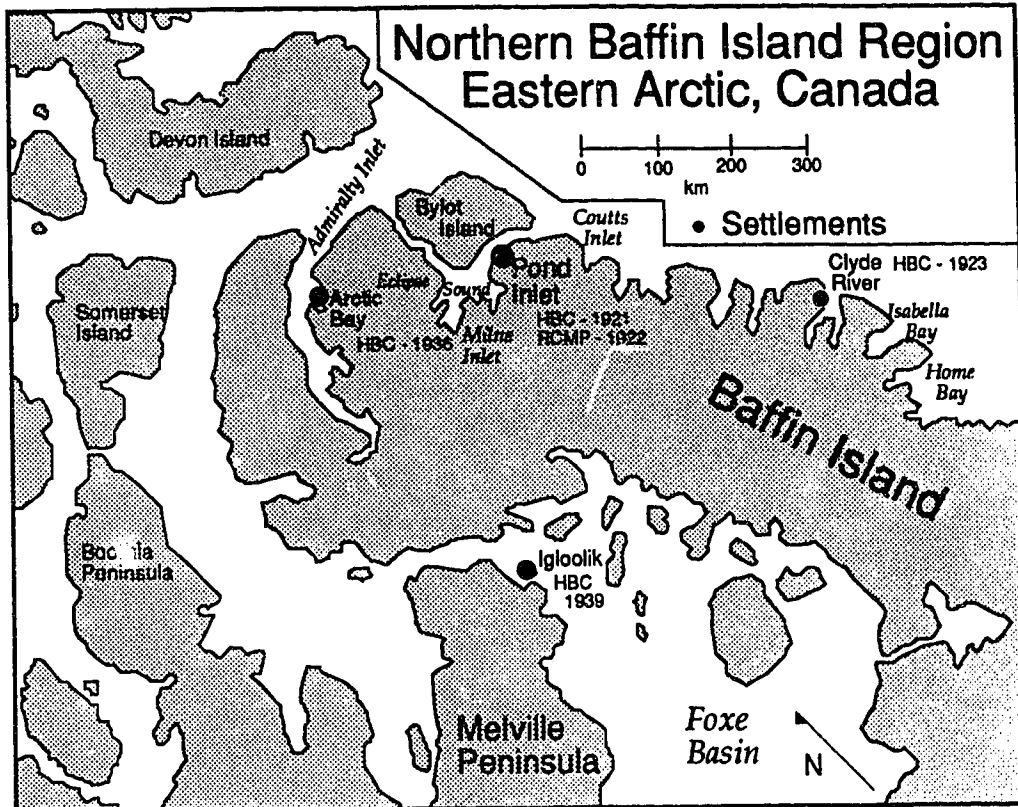 Northern Baffin Island Region
Eastern Arctic, Canada
0 100 200 300
km
Settlements
Devon Island
Admiralty Inlet
Bylot
Island
Coutts
Inlet
Clyde HBC - 1923
River
Pond
Inlet
HBC - 1921
RCMP - 1922
Eclipse
Sound
Arctic
Bay
HBC - 1936
Milne
Inlet
Isabella
Bay
Home
Bay
Somerset
Island
Baffin Island
Peninsula
Igloolik
HBC
1939
Melville
Peninsula
Foxe
Basin
N